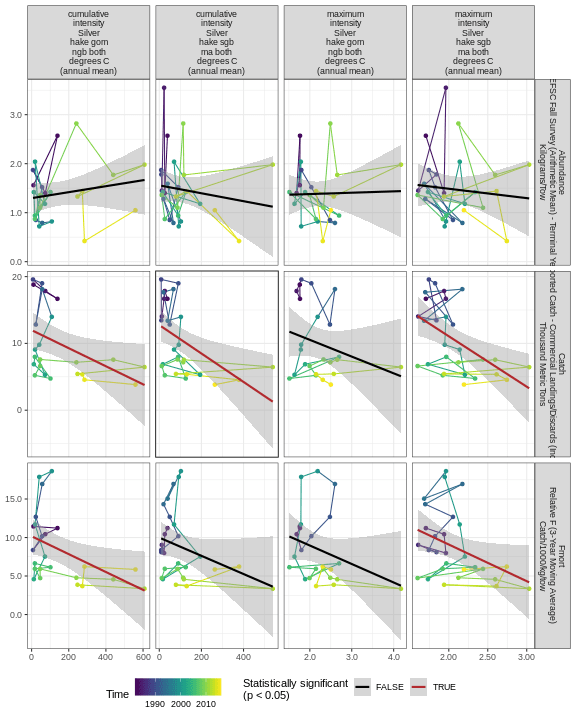 cumulative
intensity
Silver
hake gom
ngb both
degrees C
(annual mean)
cumulative
intensity
Silver
hake sgb
ma both
degrees C
(annual mean)
maximum
intensity
Silver
hake gom
ngb both
degrees C
(annual mean)
maximum
intensity
Silver
hake sgb
ma both
degrees C
(annual mean)
3.0
2.0
1.0
0.0
Abundance
EFSC Fall Survey (Arithmetic Mean) - Terminal Ye
Kilograms/Tow
20
10
0
Catch
orted Catch - Commercial Landings/Discards (Inc
Thousand Metric Tons
15.0
10.0
5.0
0.0
Fmort
Relative F (3-Year Moving Average)
Catch/1000/kg/tow
0 200 400 600
0 200 400
2.0 3.0 4.0
2.00 2.50 3.00
Time
1990 2000 2010
Statistically significant
(p < 0.05)
FALSE
TRUE